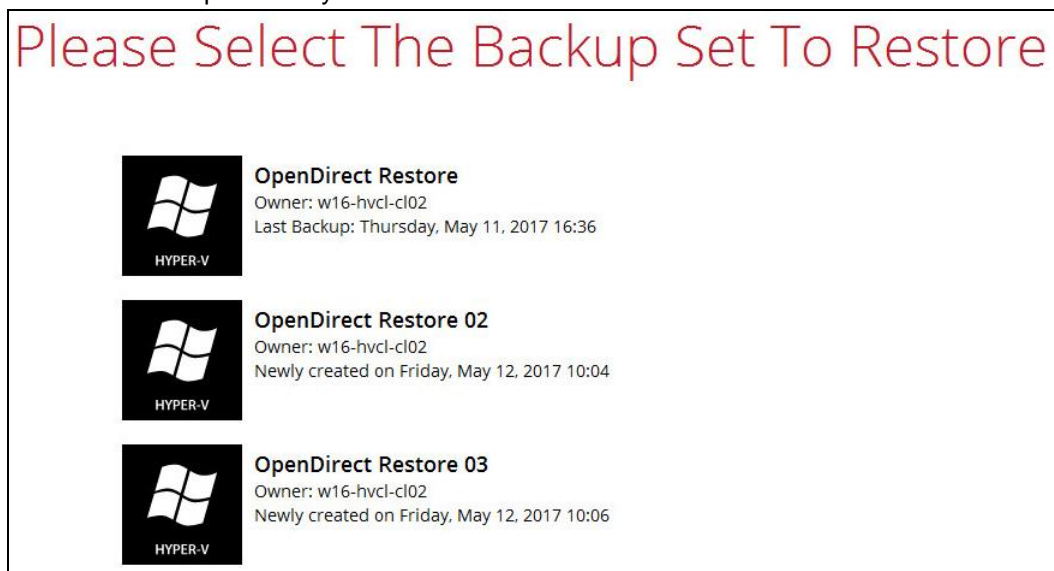 Please Select The Backup Set To Restore
OpenDirect Restore
Owner: w16-hvcl-cl02
Last Backup: Thursday, May 11, 2017 16:36
HYPER-V
OpenDirect Restore 02
Owner: w16-hvcl-cl02
Newly created on Friday, May 12, 2017 10:04
HYPER-V
OpenDirect Restore 03
Owner: w16-hvcl-cl02
Newly created on Friday, May 12, 2017 10:06
HYPER-V